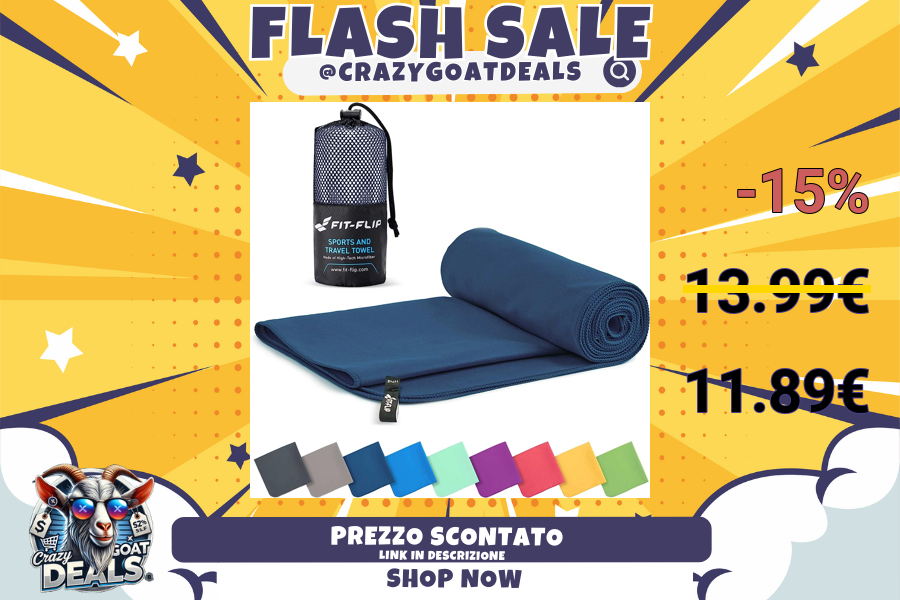 FLASH SALE
@CRAZYGOATDEALS
-15%
FIT-FLIP
SPORTS AND
TRAVEL TOWEL
Made of High-Tech Microfiber
www.fit-flip.com
13.99€
11.89€
$
52%
Crazy
GOAT
DEALS
PREZZO SCONTATO
LINK IN DESCRIZIONE
SHOP NOW